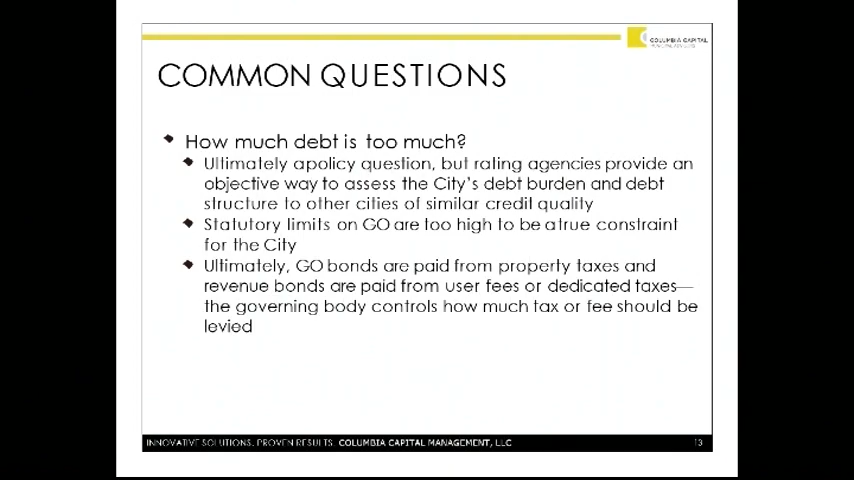 COLUMBIA CAPITAL
COMMON QUESTIONS
How much debt is too much?
Ultimately a policy question, but rating agencies provide an
objective way to assess the City's debt burden and debt
structure to other cities of similar credit quality
Statutory limits on GO are too high to be a true constraint
for the City
Ultimately, GO bonds are paid from property taxes and
revenue bonds are paid from user fees or dedicated taxes—
the governing body controls how much tax or fee should be
levied
INNOVATIVE SOLUTIONS. PROVEN RESULTS. COLUMBIA CAPITAL MANAGEMENT, LLC 13